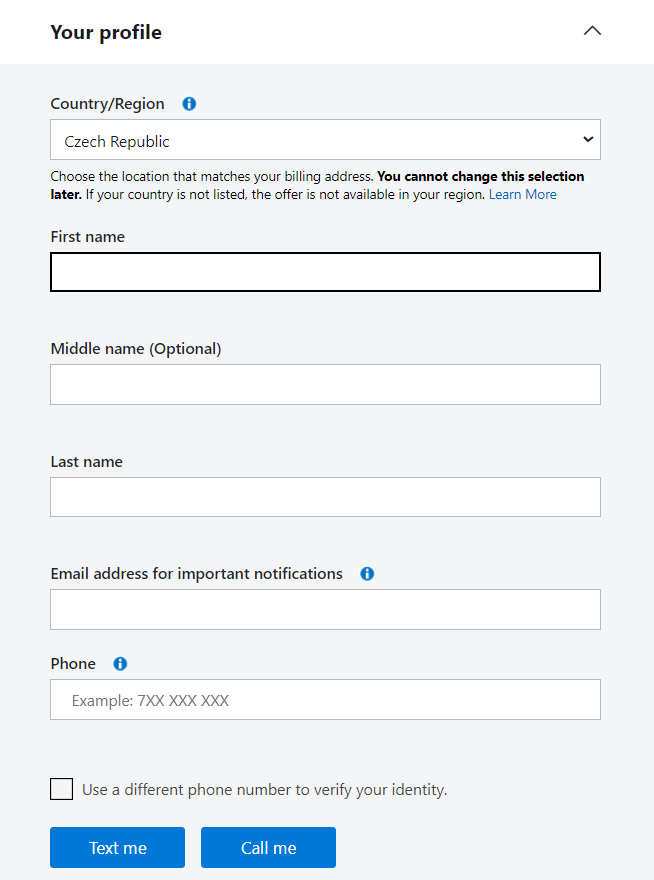 Your profile
Country/Region
Czech Republic
Choose the location that matches your billing address. You cannot change this selection
later. If your country is not listed, the offer is not available in your region. Learn More
First name
Middle name (Optional)
Last name
Email address for important notifications
Phone
Example: 7XX XXX XXX
Use a different phone number to verify your identity.
Text me Call me